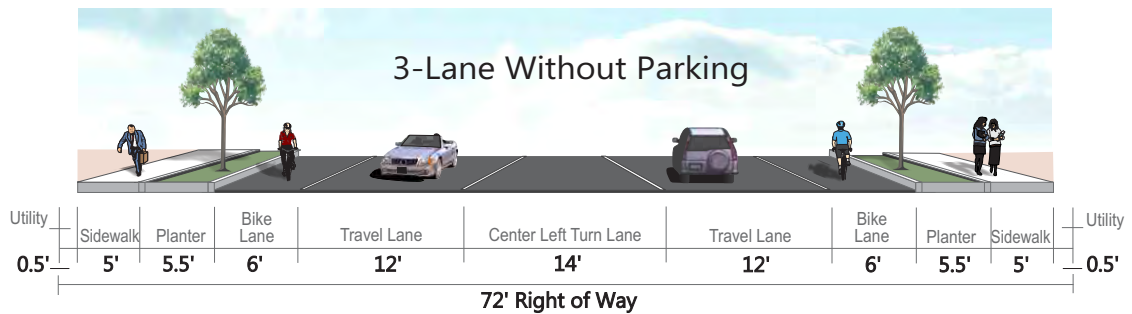 3-Lane Without Parking
Utility Sidewalk Planter Bike Lane Travel Lane Center Left Turn Lane Travel Lane Bike Lane Planter Sidewalk Utility
0.5' 5' 5.5' 6' 12' 14' 12' 6' 5.5' 5' 0.5'
72' Right of Way